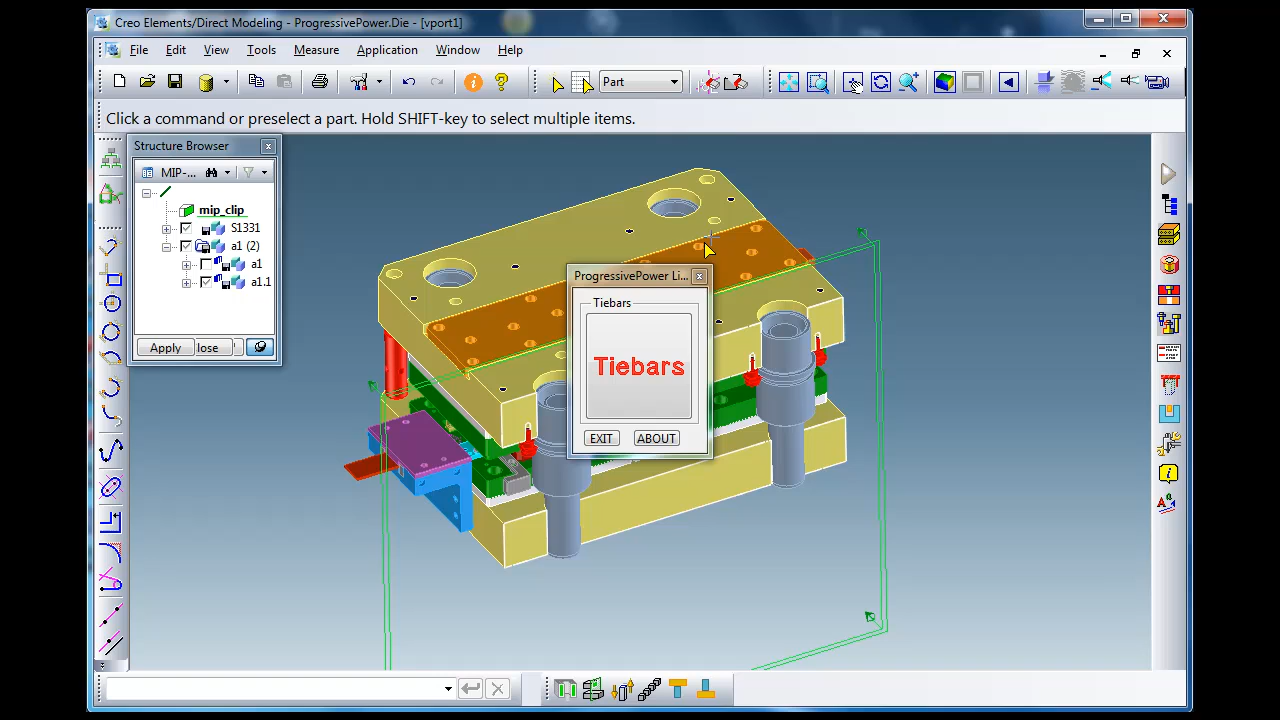 Creo Elements/Direct Modeling - ProgressivePower.Die - [vport1]
File Edit View Tools Measure Application Window Help
Part
Click a command or preselect a part. Hold SHIFT-key to select multiple items.
Structure Browser
MIP-...
mip_clip
S1331
a1 (2)
a1
a1.1
Apply lose
ProgressivePower Li...
Tiebars
Tiebars
EXIT ABOUT